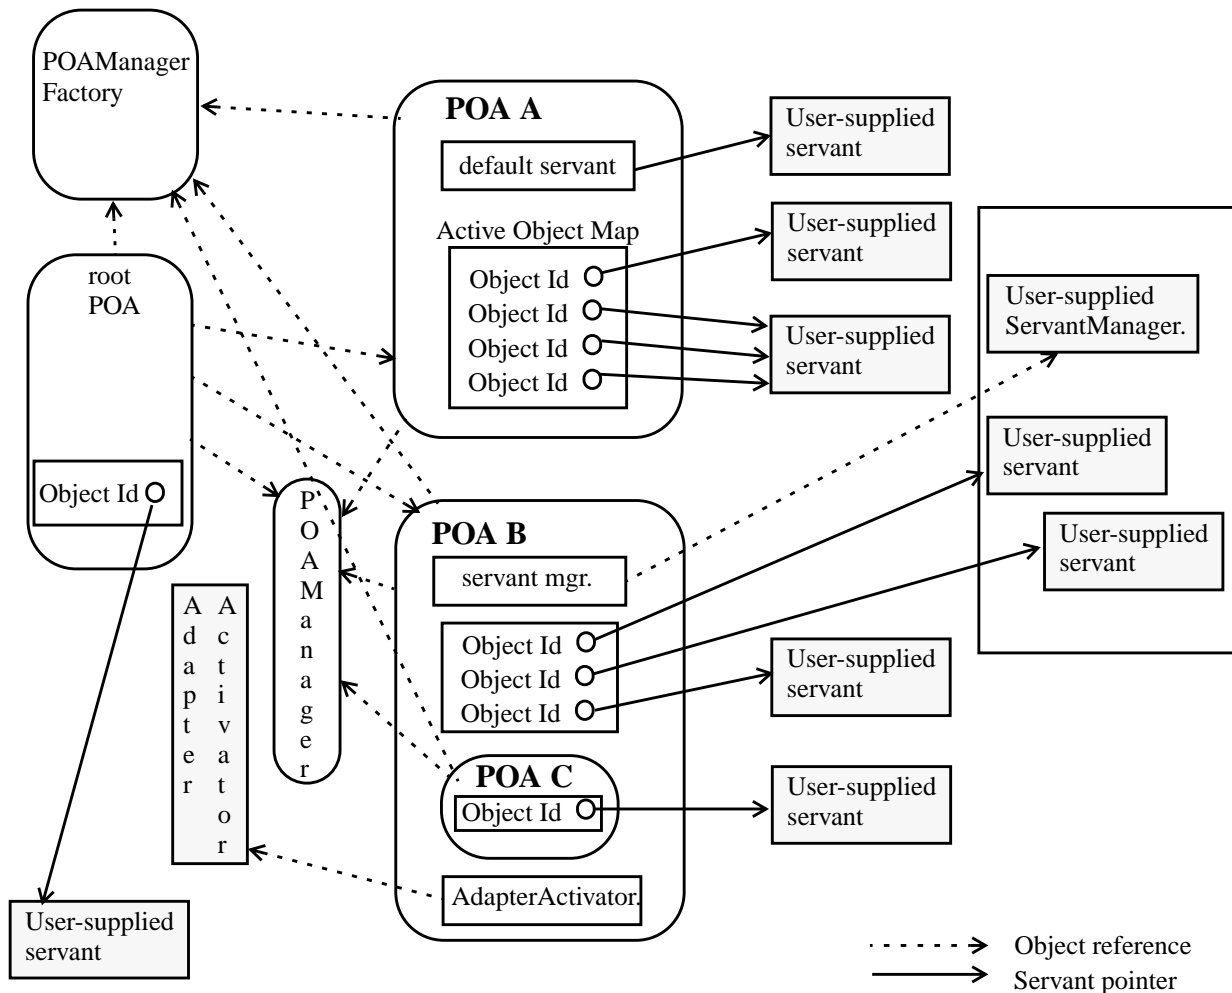 POAManager
Factory
POA A
default servant
User-supplied
servant
Active Object Map
Object Id
Object Id
Object Id
Object Id
User-supplied
servant
User-supplied
servant
root
POA
Object Id
POAManager
User-supplied
ServantManager.
User-supplied
servant
User-supplied
servant
POA B
servant mgr.
Object Id
Object Id
Object Id
User-supplied
servant
Adapter
Activator
POA C
Object Id
User-supplied
servant
AdapterActivator.
User-supplied
servant
Object reference
Servant pointer